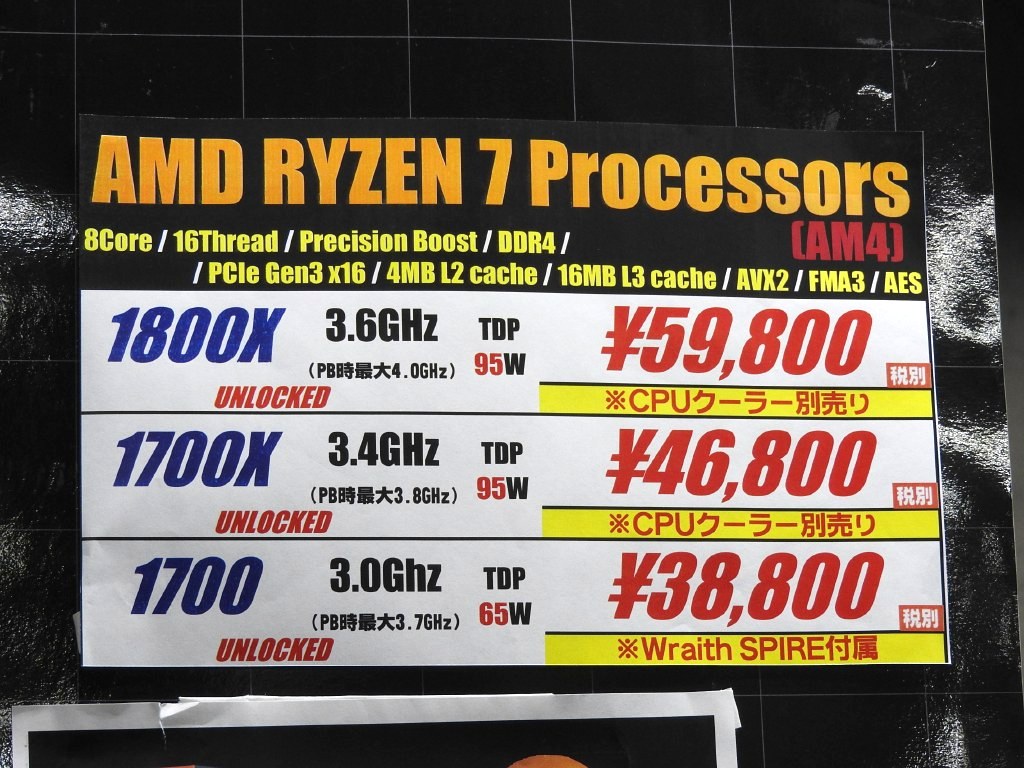 AMD RYZEN 7 Processors
(AM4)
8Core / 16Thread / Precision Boost / DDR4 /
/ PCIe Gen3 x16 / 4MB L2 cache / 16MB L3 cache / AVX2 / FMA3 / AES
1800X 3.6GHz TDP ¥59,800
(PB時最大4.0GHz) 95W 税別
UNLOCKED ※CPUクーラー別売り
1700X 3.4GHz TDP ¥46,800
(PB時最大3.8GHz) 95W 税別
UNLOCKED ※CPUクーラー別売り
1700 3.0Ghz TDP ¥38,800
(PB時最大3.7GHz) 65W 税別
UNLOCKED ※Wraith SPIRE付属